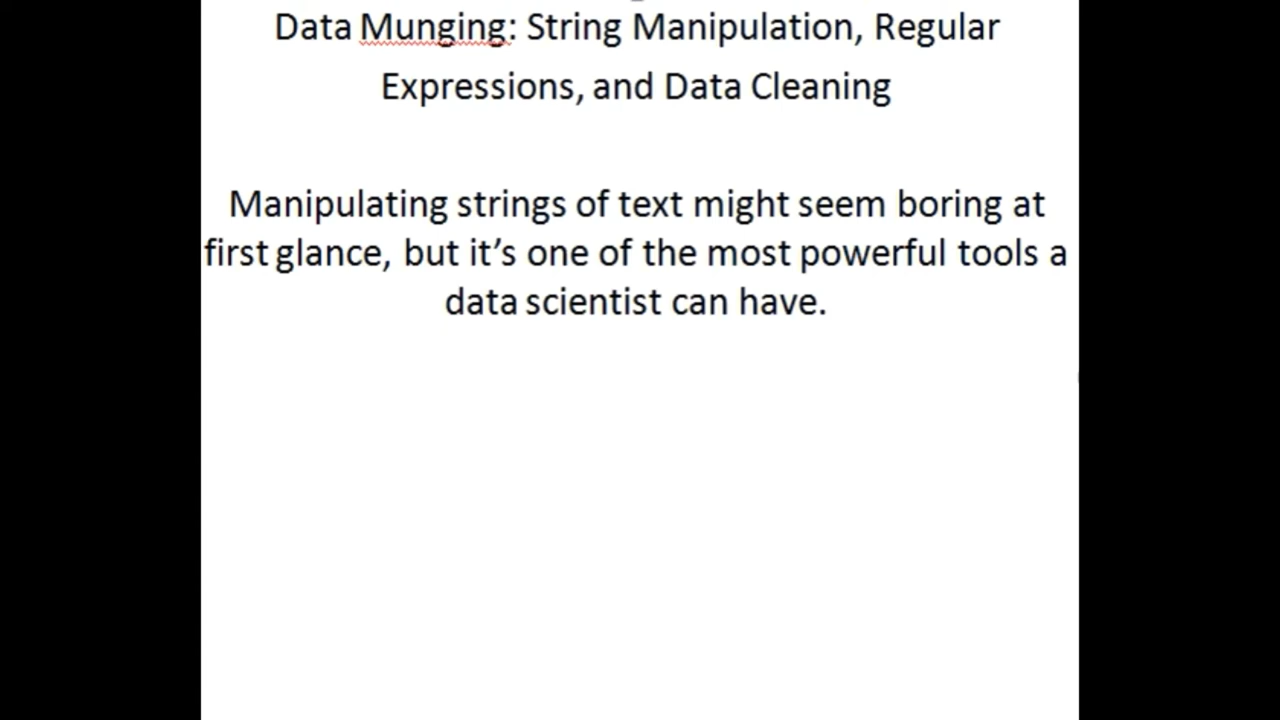 Data Munging: String Manipulation, Regular
Expressions, and Data Cleaning
Manipulating strings of text might seem boring at
first glance, but it’s one of the most powerful tools a
data scientist can have.